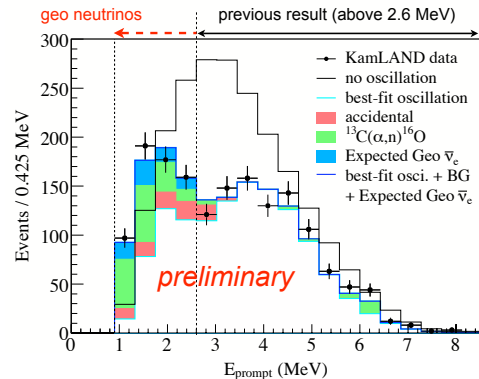 geo neutrinos
previous result (above 2.6 MeV)
KamLAND data
no oscillation
best-fit oscillation
accidental
¹³C(α,n)¹⁶O
Expected Geo ν̅ₑ
best-fit osci. + BG
+ Expected Geo ν̅ₑ
preliminary
Events / 0.425 MeV
300
250
200
150
100
50
0
0 1 2 3 4 5 6 7 8
E_prompt (MeV)